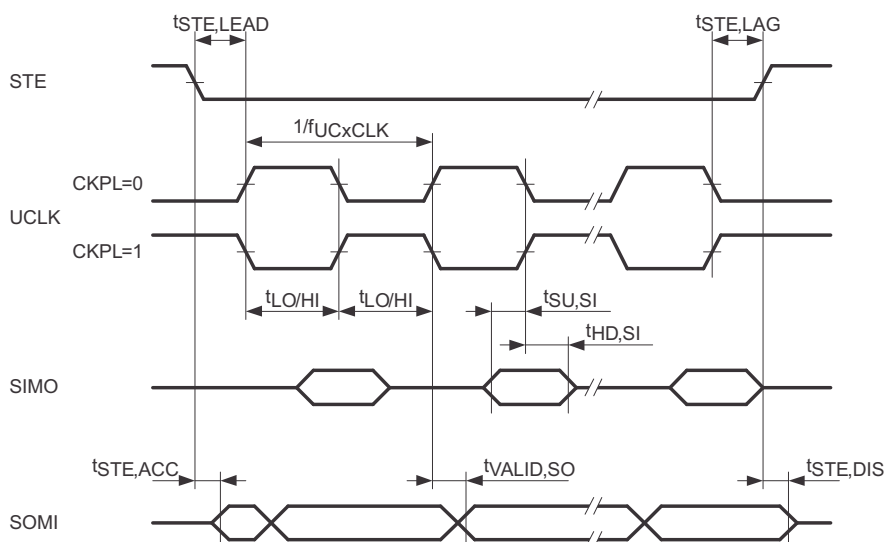 tSTE,LEAD
tSTE,LAG
STE
1/fUCxCLK
CKPL=0
UCLK
CKPL=1
tLO/HI
tLO/HI
tSU,SI
tHD,SI
SIMO
tSTE,ACC
tVALID,SO
tSTE,DIS
SOMI